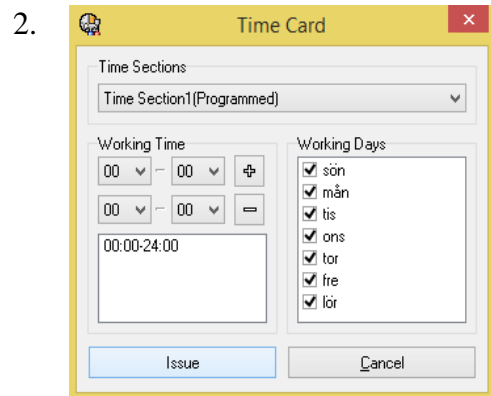 2.
Time Card
Time Sections
Time Section1(Programmed)
Working Time
00 – 00 +
00 – 00 −
00:00-24:00
Working Days
sön
mån
tis
ons
tor
fre
lör
Issue
Cancel